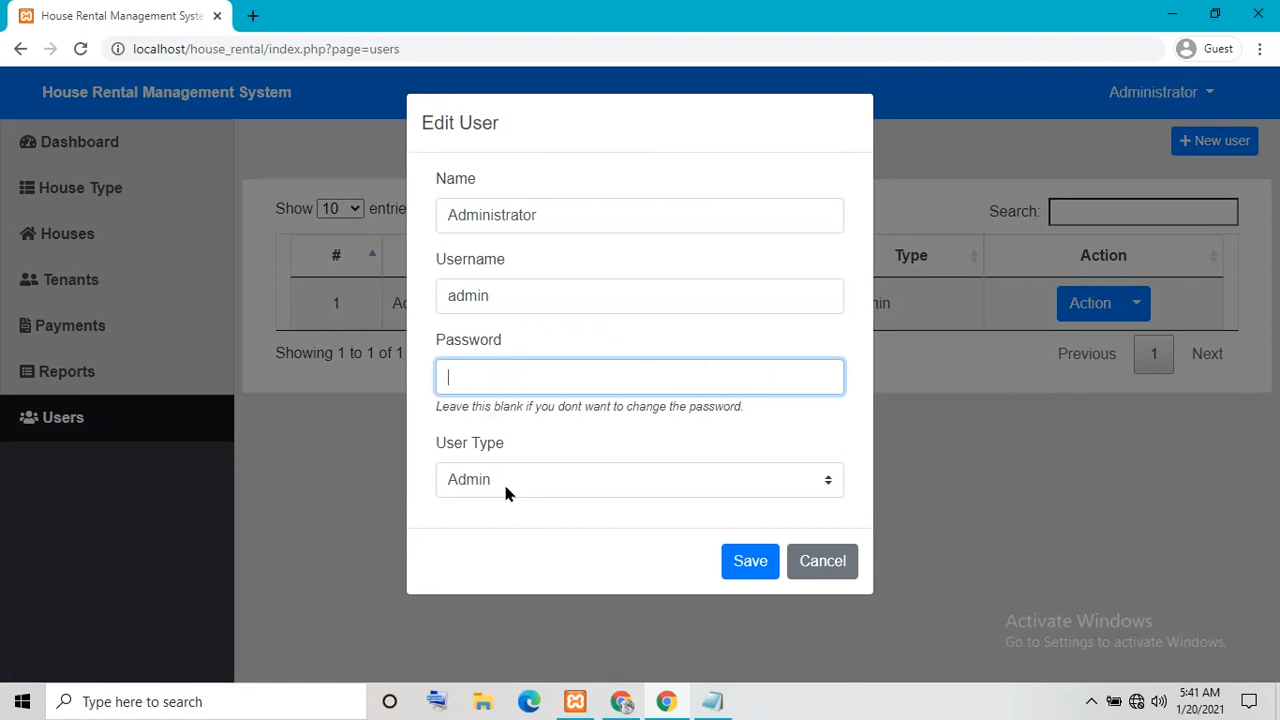 House Rental Management Syste
localhost/house_rental/index.php?page=users
Guest
House Rental Management System
Administrator
Dashboard
House Type
Houses
Tenants
Payments
Reports
Users
+ New user
Show 10 entrie
Search:
#
Type
Action
1
Ad
in
Action
Showing 1 to 1 of 1
Previous
1
Next
Edit User
Name
Administrator
Username
admin
Password
Leave this blank if you dont want to change the password.
User Type
Admin
Save
Cancel
Activate Windows
Go to Settings to activate Windows.
Type here to search
5:41 AM
1/20/2021